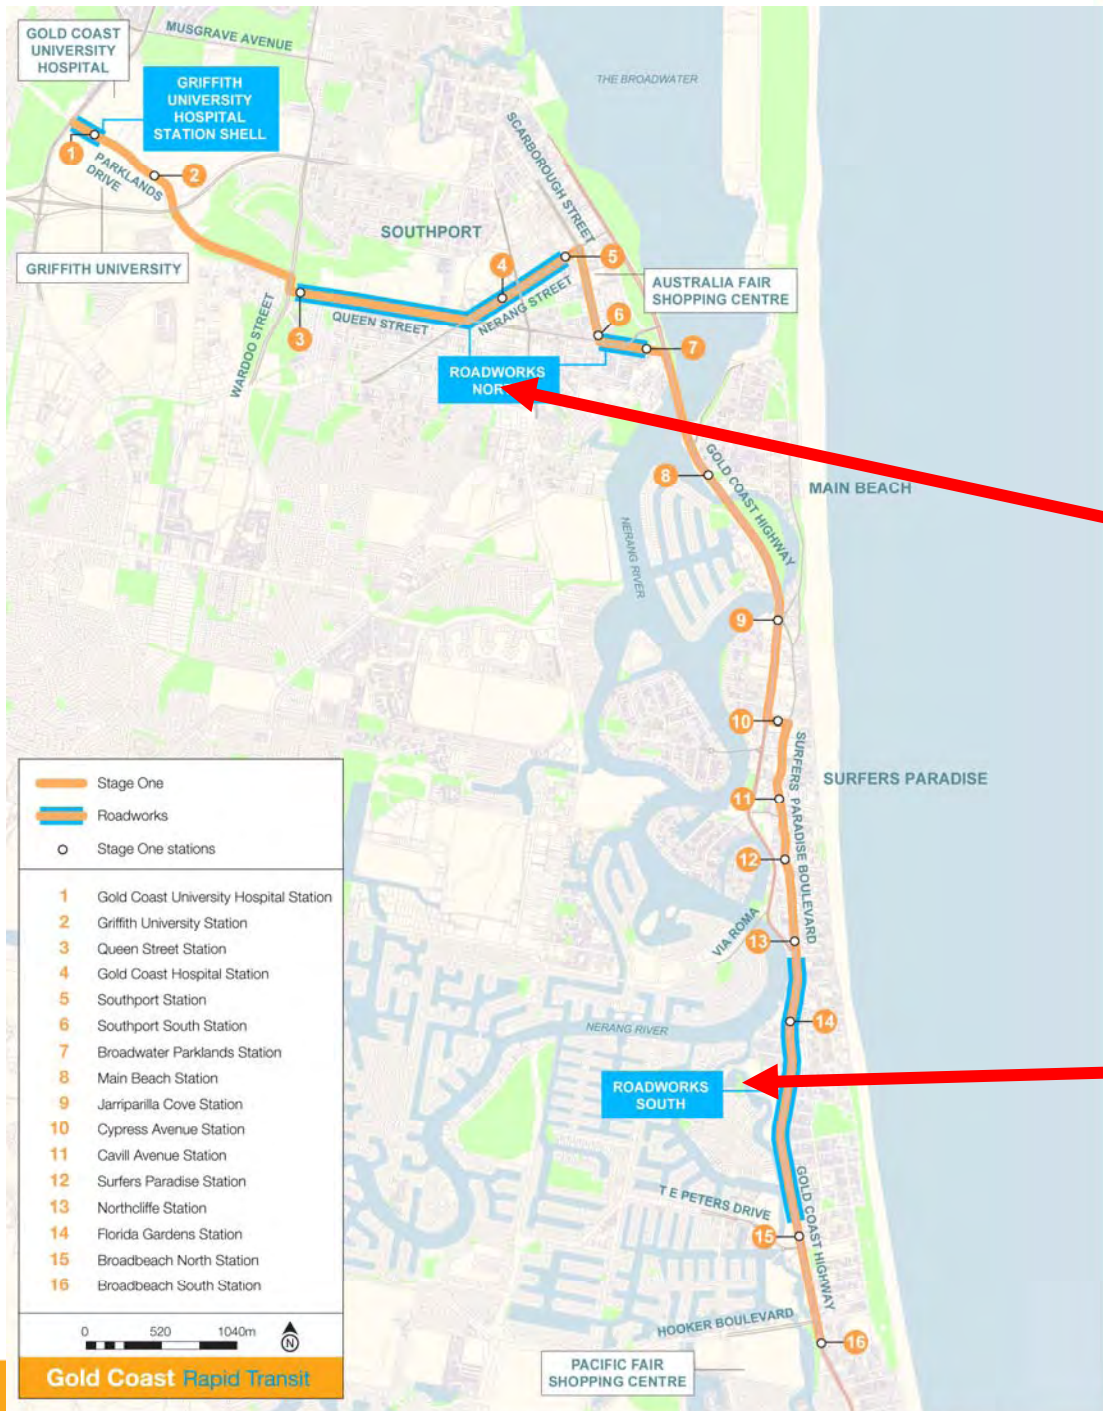 GOLD COAST
UNIVERSITY
HOSPITAL
MUSGRAVE AVENUE
GRIFFITH
UNIVERSITY
HOSPITAL
STATION SHELL
THE BROADWATER
SCARBOROUGH STREET
1
PARKLANDS
DRIVE
2
SOUTHPORT
GRIFFITH UNIVERSITY
4
5
AUSTRALIA FAIR
SHOPPING CENTRE
WARDOO STREET
3
QUEEN STREET
NERANG STREET
6
7
ROADWORKS
8
GOLD COAST HIGHWAY
MAIN BEACH
NERANG RIVER
9
10
SURFERS PARADISE BOULEVARD
SURFERS PARADISE
11
12
VIA ROMA
13
NERANG RIVER
14
ROADWORKS
SOUTH
T E PETERS DRIVE
GOLD COAST HIGHWAY
15
HOOKER BOULEVARD
16
PACIFIC FAIR
SHOPPING CENTRE
Stage One
Roadworks
Stage One stations
1 Gold Coast University Hospital Station
2 Griffith University Station
3 Queen Street Station
4 Gold Coast Hospital Station
5 Southport Station
6 Southport South Station
7 Broadwater Parklands Station
8 Main Beach Station
9 Jarriparilla Cove Station
10 Cypress Avenue Station
11 Cavill Avenue Station
12 Surfers Paradise Station
13 Northcliffe Station
14 Florida Gardens Station
15 Broadbeach North Station
16 Broadbeach South Station
0 520 1040m
N
Gold Coast Rapid Transit